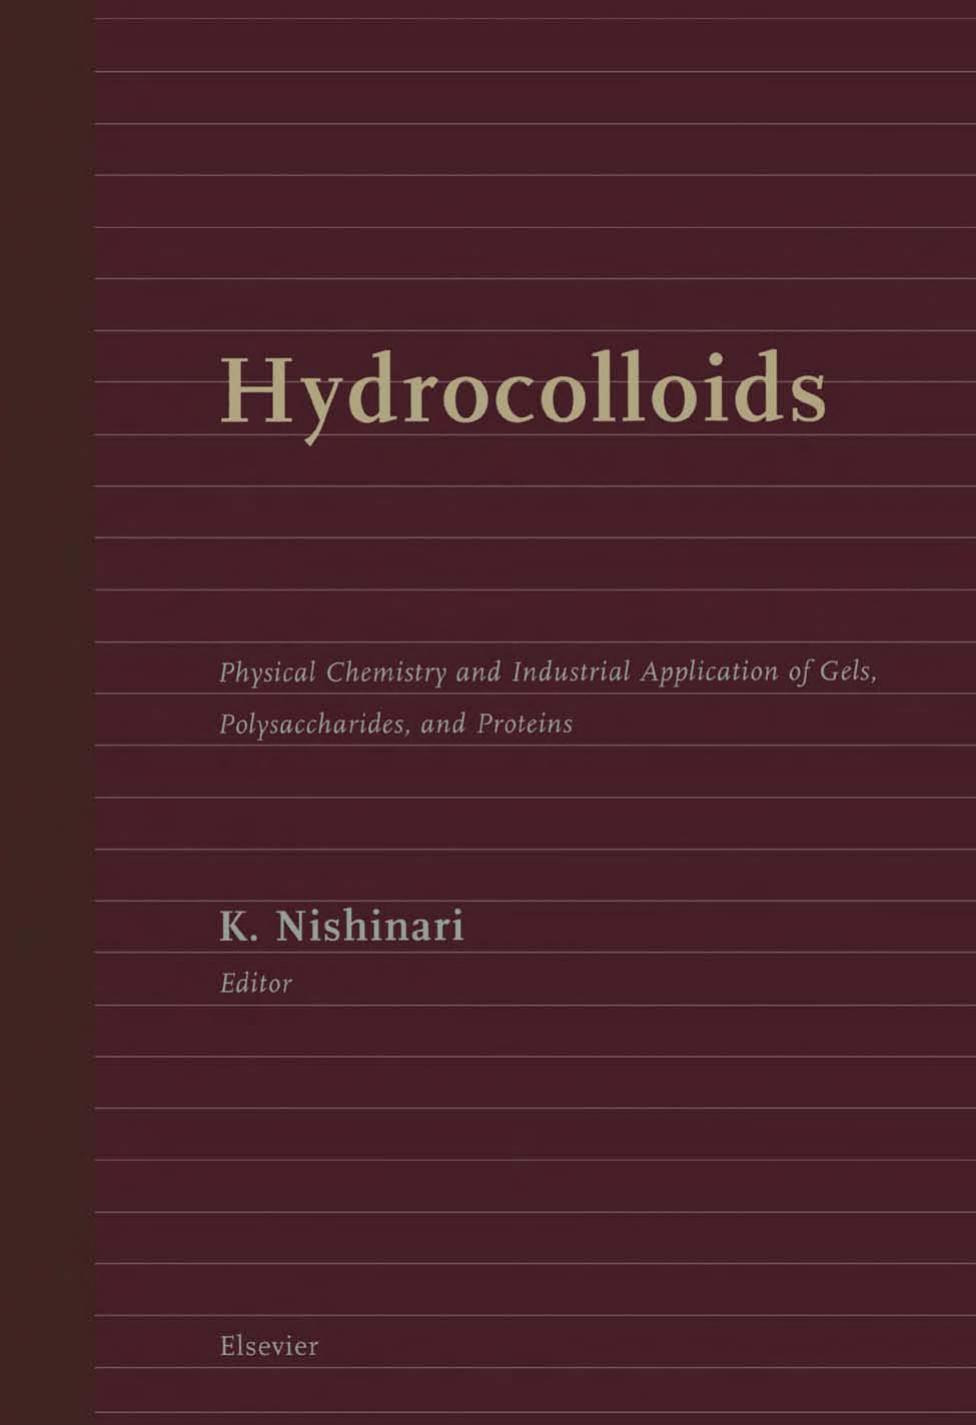 Hydrocolloids
Physical Chemistry and Industrial Application of Gels,
Polysaccharides, and Proteins
K. Nishinari
Editor
Elsevier